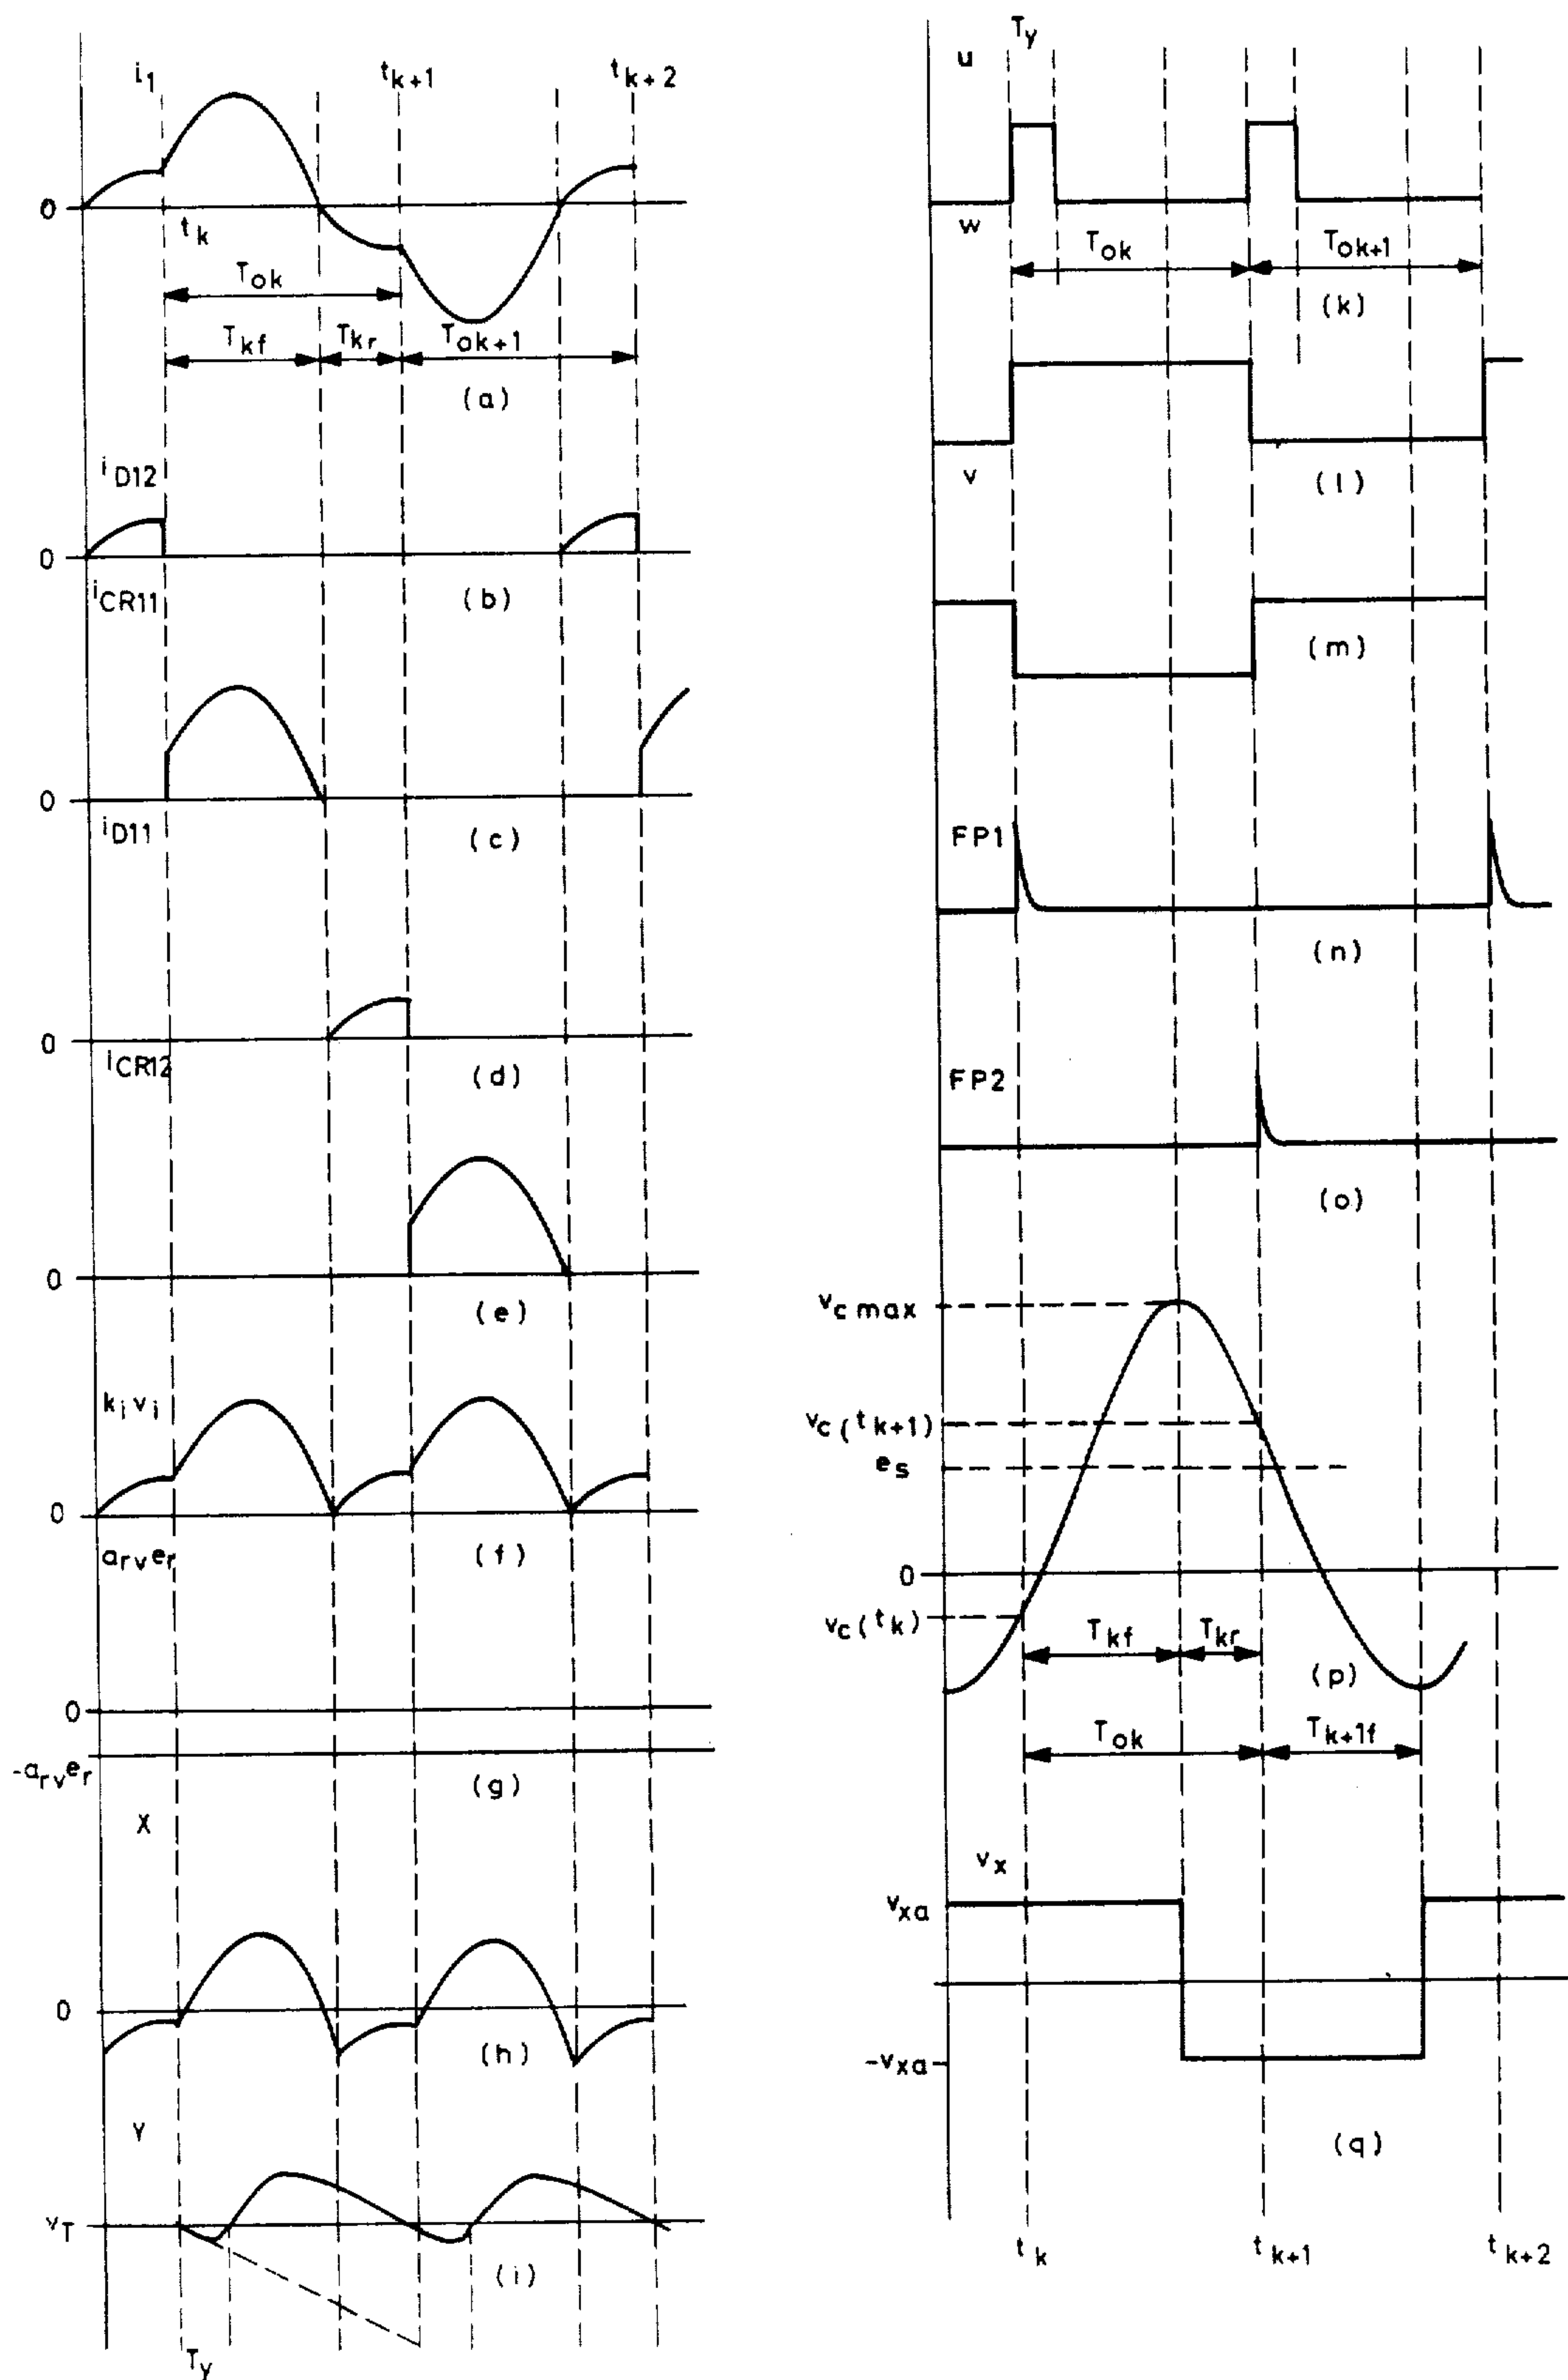 i1
tk+1
tk+2
0
tk
Tok
Tkf
Tkr
Tok+1
(a)
iD12
0
iCR11
(b)
0
iD11
(c)
0
iCR12
(d)
0
(e)
kivi
0
arver
(f)
0
-arver
(g)
X
0
(h)
Y
vT
(i)
Ty
Ty
u
w
Tok
Tok+1
(k)
v
(l)
(m)
FP1
(n)
FP2
(o)
vc max
vc(tk+1)
es
0
vc(tk)
Tkf
Tkr
(p)
Tok
Tk+1f
vx
vxa
-vxa
(q)
tk
tk+1
tk+2